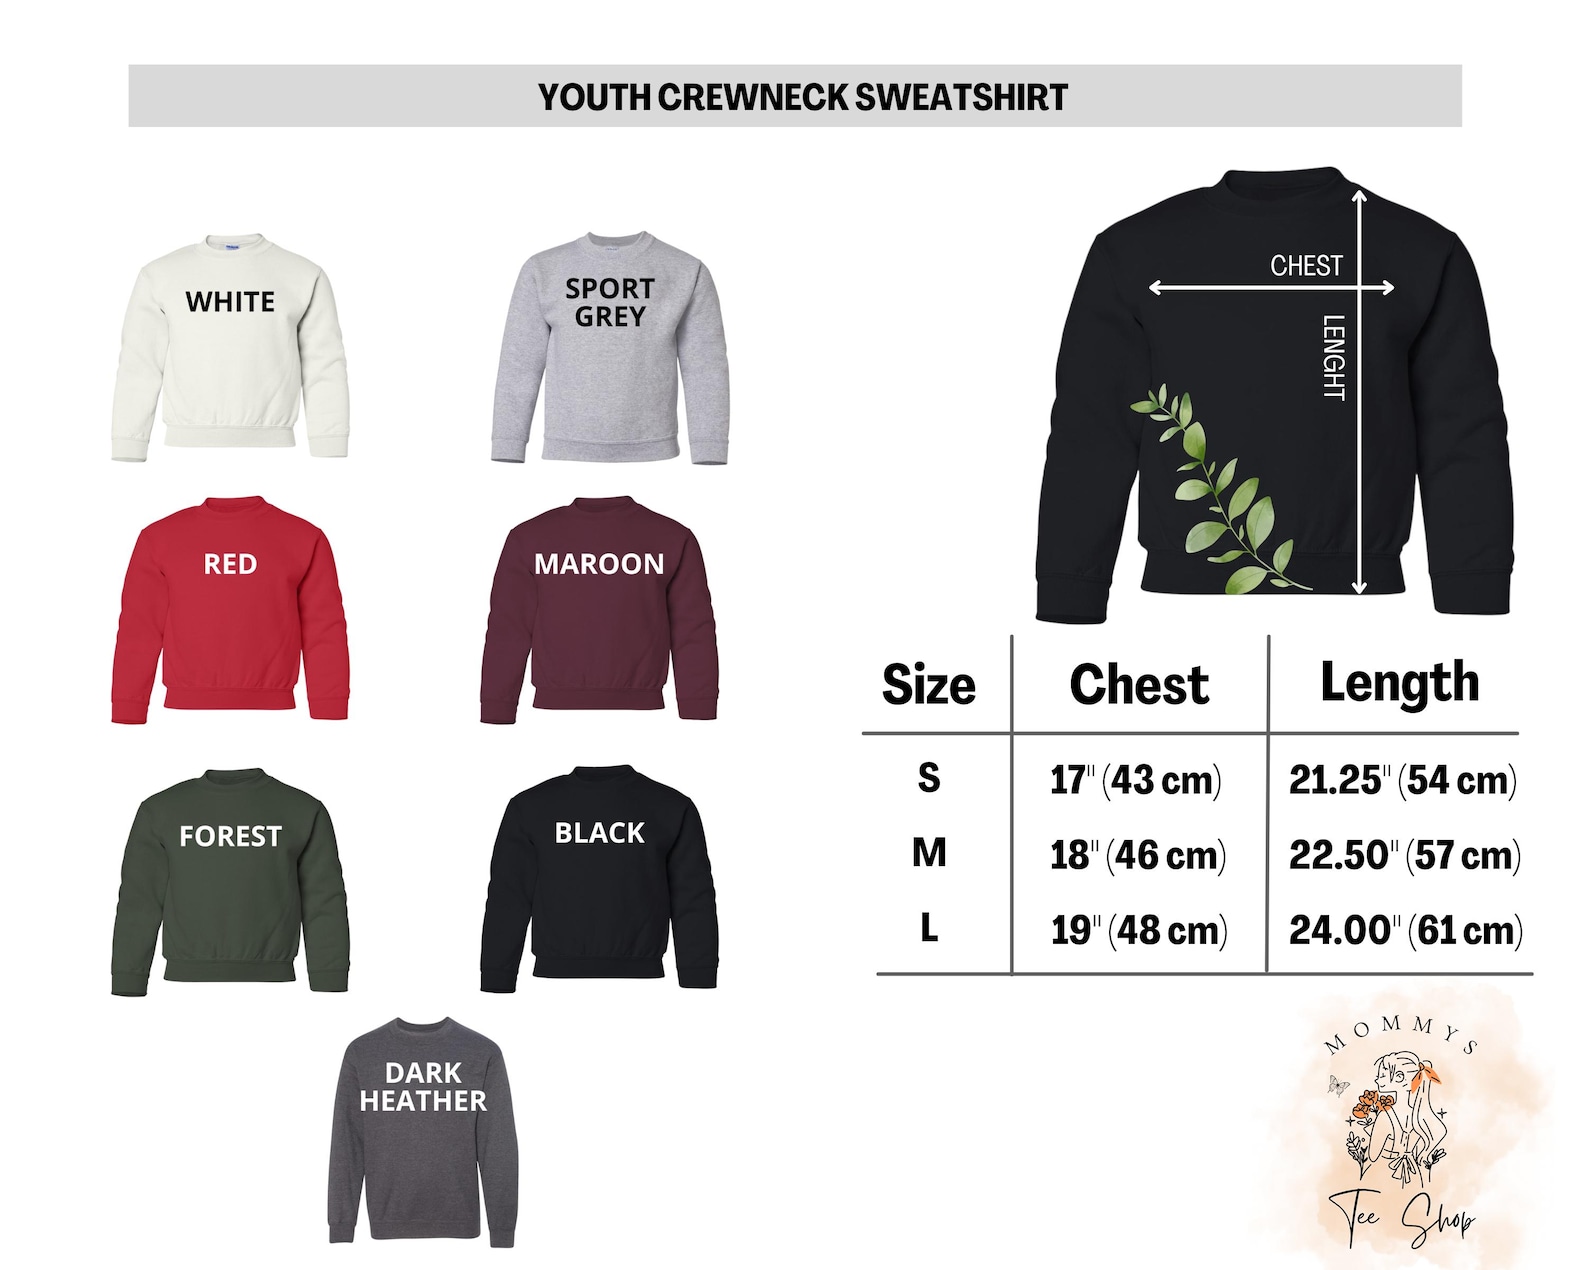 YOUTH CREWNECK SWEATSHIRT
WHITE
SPORT
GREY
RED
MAROON
FOREST
BLACK
DARK
HEATHER
CHEST
LENGHT
Size Chest Length
S 17" (43 cm) 21.25" (54 cm)
M 18" (46 cm) 22.50" (57 cm)
L 19" (48 cm) 24.00" (61 cm)
MOMMYS
Tee Shop